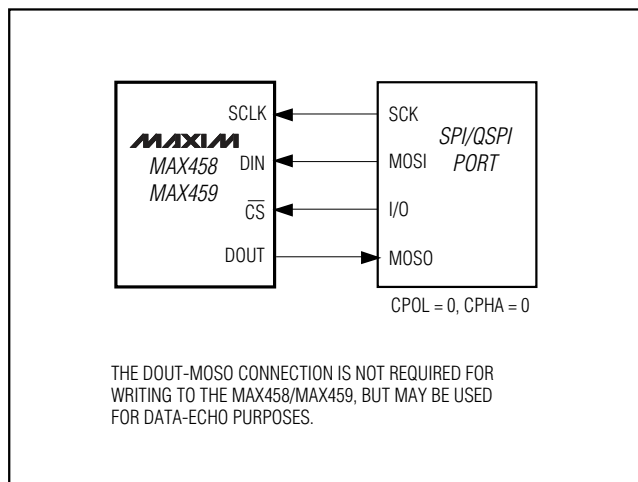 SCLK
SCK
MAXIM
MAX458
MAX459
SPI/QSPI
PORT
DIN
MOSI
C̅S̅
I/O
DOUT
MOSO
CPOL = 0, CPHA = 0
THE DOUT-MOSO CONNECTION IS NOT REQUIRED FOR
WRITING TO THE MAX458/MAX459, BUT MAY BE USED
FOR DATA-ECHO PURPOSES.